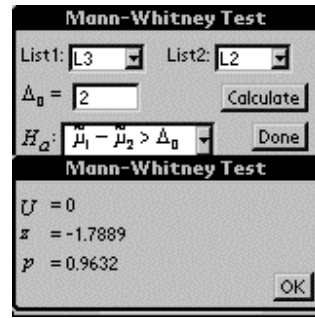 Mann-Whitney Test
List1: L3 List2: L2
Δ₀ = 2 Calculate
Hₐ: μ̃₁ − μ̃₂ > Δ₀ Done
Mann-Whitney Test
U = 0
z = -1.7889
p = 0.9632
OK